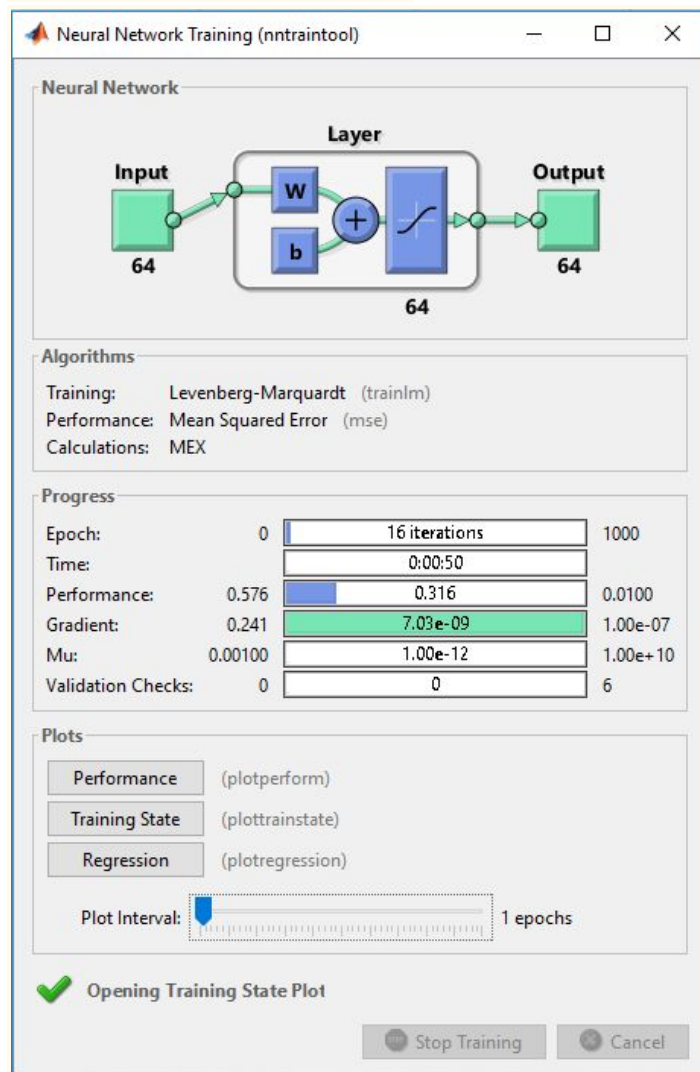 Neural Network Training (nntraintool)
Neural Network
Layer
Input
Output
W
b
64
64
64
Algorithms
Training: Levenberg-Marquardt (trainlm)
Performance: Mean Squared Error (mse)
Calculations: MEX
Progress
Epoch: 0 16 iterations 1000
Time: 0:00:50
Performance: 0.576 0.316 0.0100
Gradient: 0.241 7.03e-09 1.00e-07
Mu: 0.00100 1.00e-12 1.00e+10
Validation Checks: 0 0 6
Plots
Performance (plotperform)
Training State (plottrainstate)
Regression (plotregression)
Plot Interval: 1 epochs
Opening Training State Plot
Stop Training Cancel